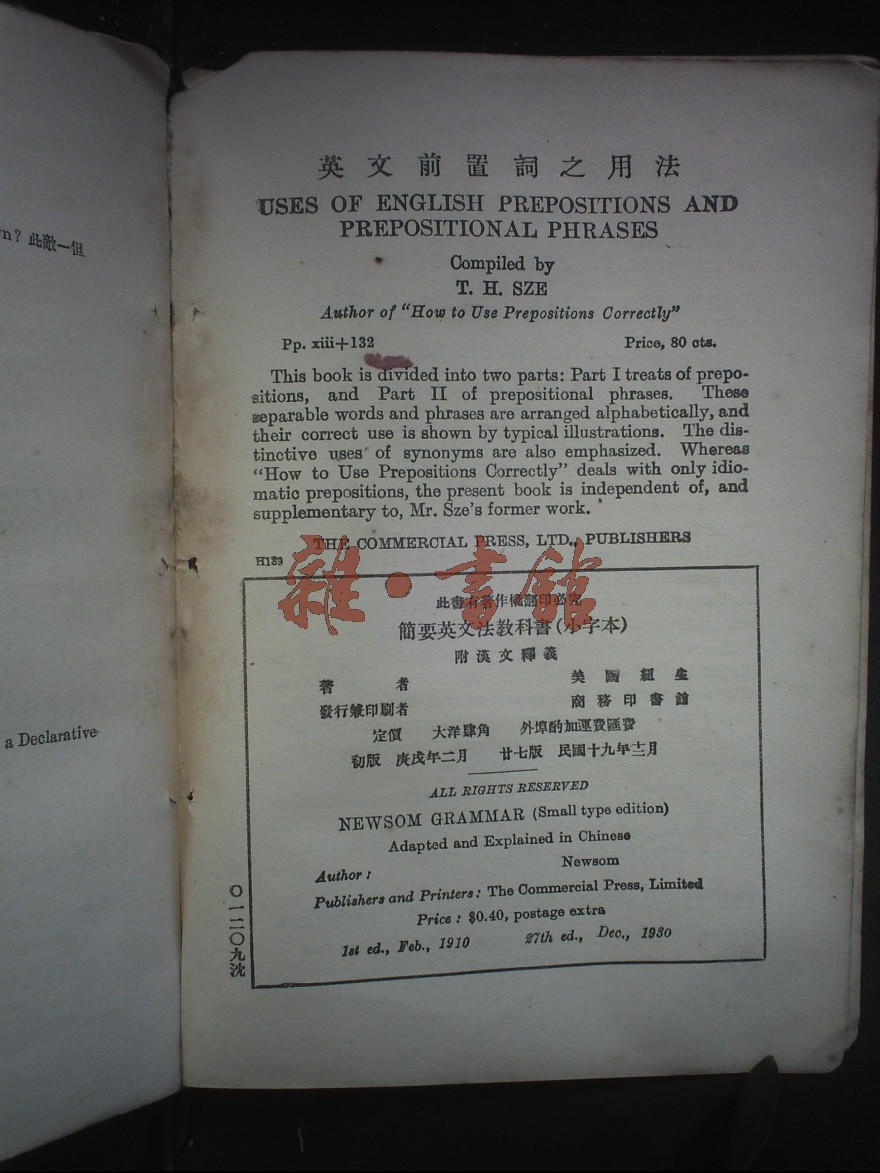 n? 此敵一但
a Declarative
英文前置詞之用法
USES OF ENGLISH PREPOSITIONS AND
PREPOSITIONAL PHRASES
Compiled by
T. H. SZE
Author of "How to Use Prepositions Correctly"
Pp. xiii+132 Price, 80 cts.
This book is divided into two parts: Part I treats of prepo-
sitions, and Part II of prepositional phrases. These
separable words and phrases are arranged alphabetically, and
their correct use is shown by typical illustrations. The dis-
tinctive uses of synonyms are also emphasized. Whereas
"How to Use Prepositions Correctly" deals with only idio-
matic prepositions, the present book is independent of, and
supplementary to, Mr. Sze's former work.
THE COMMERCIAL PRESS, LTD., PUBLISHERS
H139
雜·書館
此書有著作權翻印必究
簡要英文法教科書(小字本)
附漢文釋義
著者 美國紐生
發行兼印刷者 商務印書館
定價 大洋肆角 外埠酌加運費匯費
初版 庚戌年二月 廿七版 民國十九年十二月
ALL RIGHTS RESERVED
NEWSOM GRAMMAR (Small type edition)
Adapted and Explained in Chinese
Author: Newsom
Publishers and Printers: The Commercial Press, Limited
Price: $0.40, postage extra
1st ed., Feb., 1910 27th ed., Dec., 1930
〇一二〇九沈